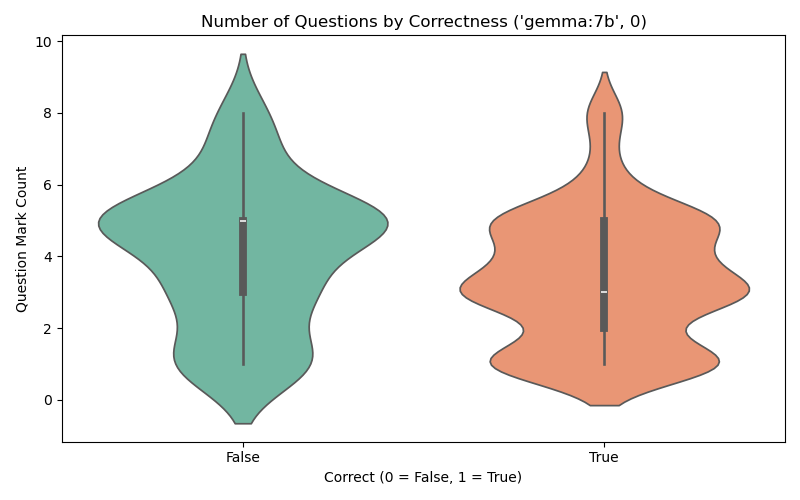 Number of Questions by Correctness ('gemma:7b', 0)
Question Mark Count
10
8
6
4
2
0
False
True
Correct (0 = False, 1 = True)